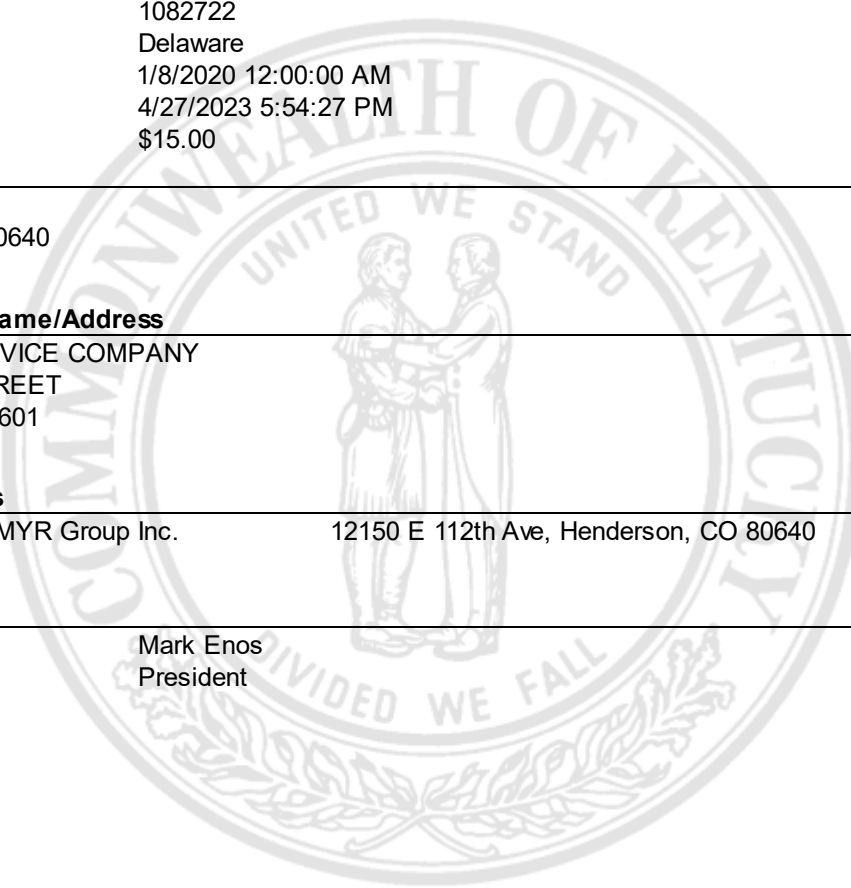 1082722
Delaware
1/8/2020 12:00:00 AM
4/27/2023 5:54:27 PM
$15.00
0640
ame/Address
VICE COMPANY
REET
601
s
MYR Group Inc. 12150 E 112th Ave, Henderson, CO 80640
Mark Enos
President
COMMONWEALTH OF KENTUCKY
UNITED WE STAND
DIVIDED WE FALL